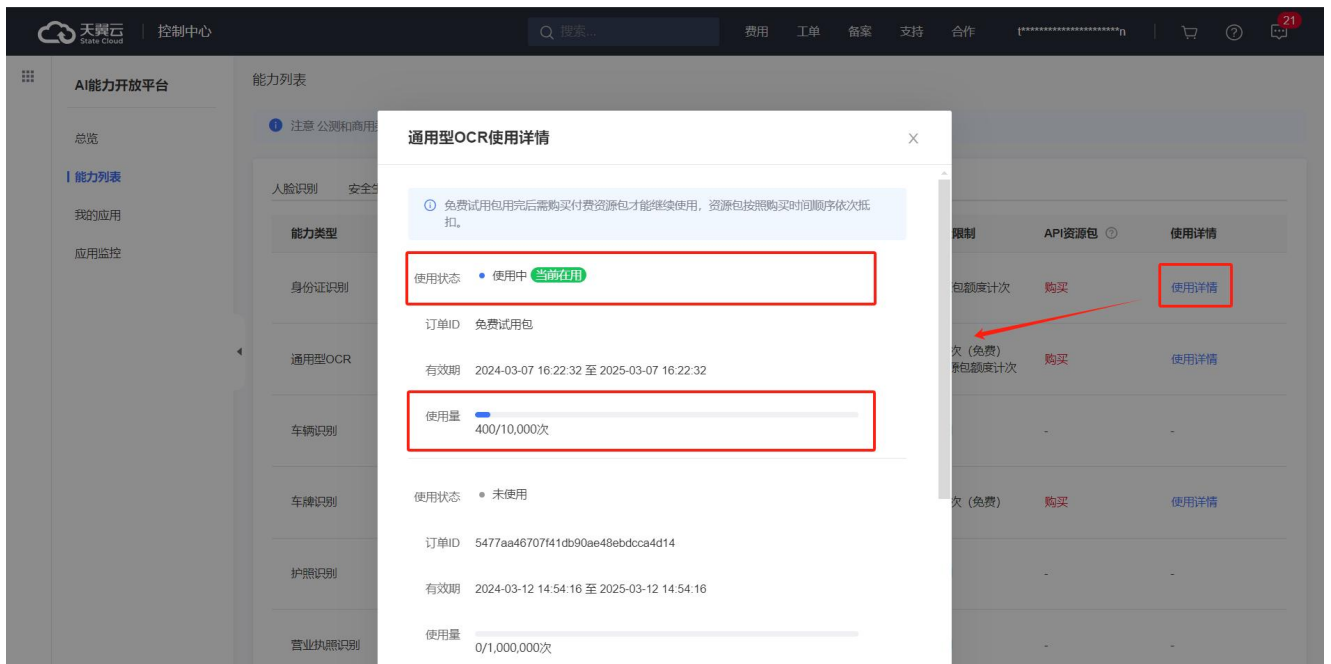 天翼云 State Cloud 控制中心 搜索... 费用 工单 备案 支持 合作 t***********************n 21
AI能力开放平台
总览
能力列表
我的应用
应用监控
能力列表
注意 公测和商用
人脸识别 安全生
能力类型 限制 API资源包 使用详情
身份证识别 包额度计次 购买 使用详情
通用型OCR 次 (免费) 购买 使用详情
源包额度计次
车辆识别 - -
车牌识别 次 (免费) 购买 使用详情
护照识别 - -
营业执照识别 - -
通用型OCR使用详情
免费试用包用完后需购买付费资源包才能继续使用，资源包按照购买时间顺序依次抵
扣。
使用状态 使用中 当前在用
订单ID 免费试用包
有效期 2024-03-07 16:22:32 至 2025-03-07 16:22:32
使用量
400/10,000次
使用状态 未使用
订单ID 5477aa46707f41db90ae48ebdcca4d14
有效期 2024-03-12 14:54:16 至 2025-03-12 14:54:16
使用量
0/1,000,000次